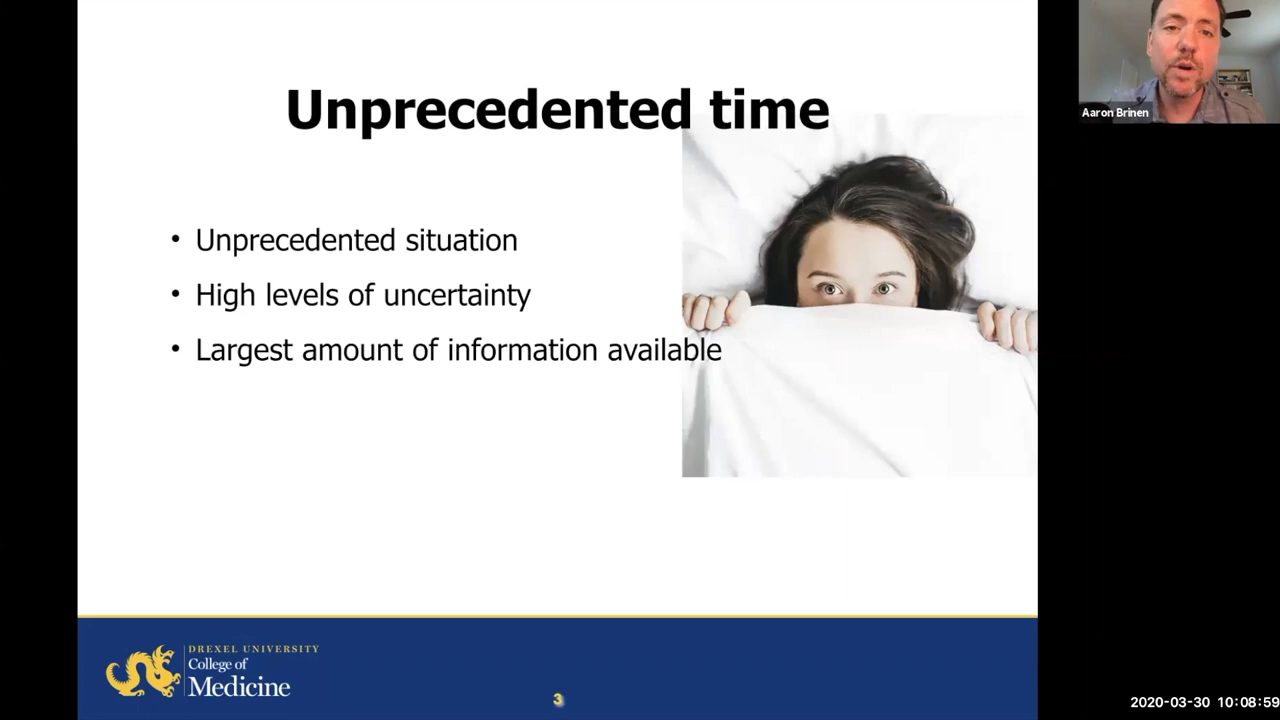 Unprecedented time
• Unprecedented situation
• High levels of uncertainty
• Largest amount of information available
DREXEL UNIVERSITY
College of
Medicine
3
Aaron Brinen
2020-03-30 10:08:59